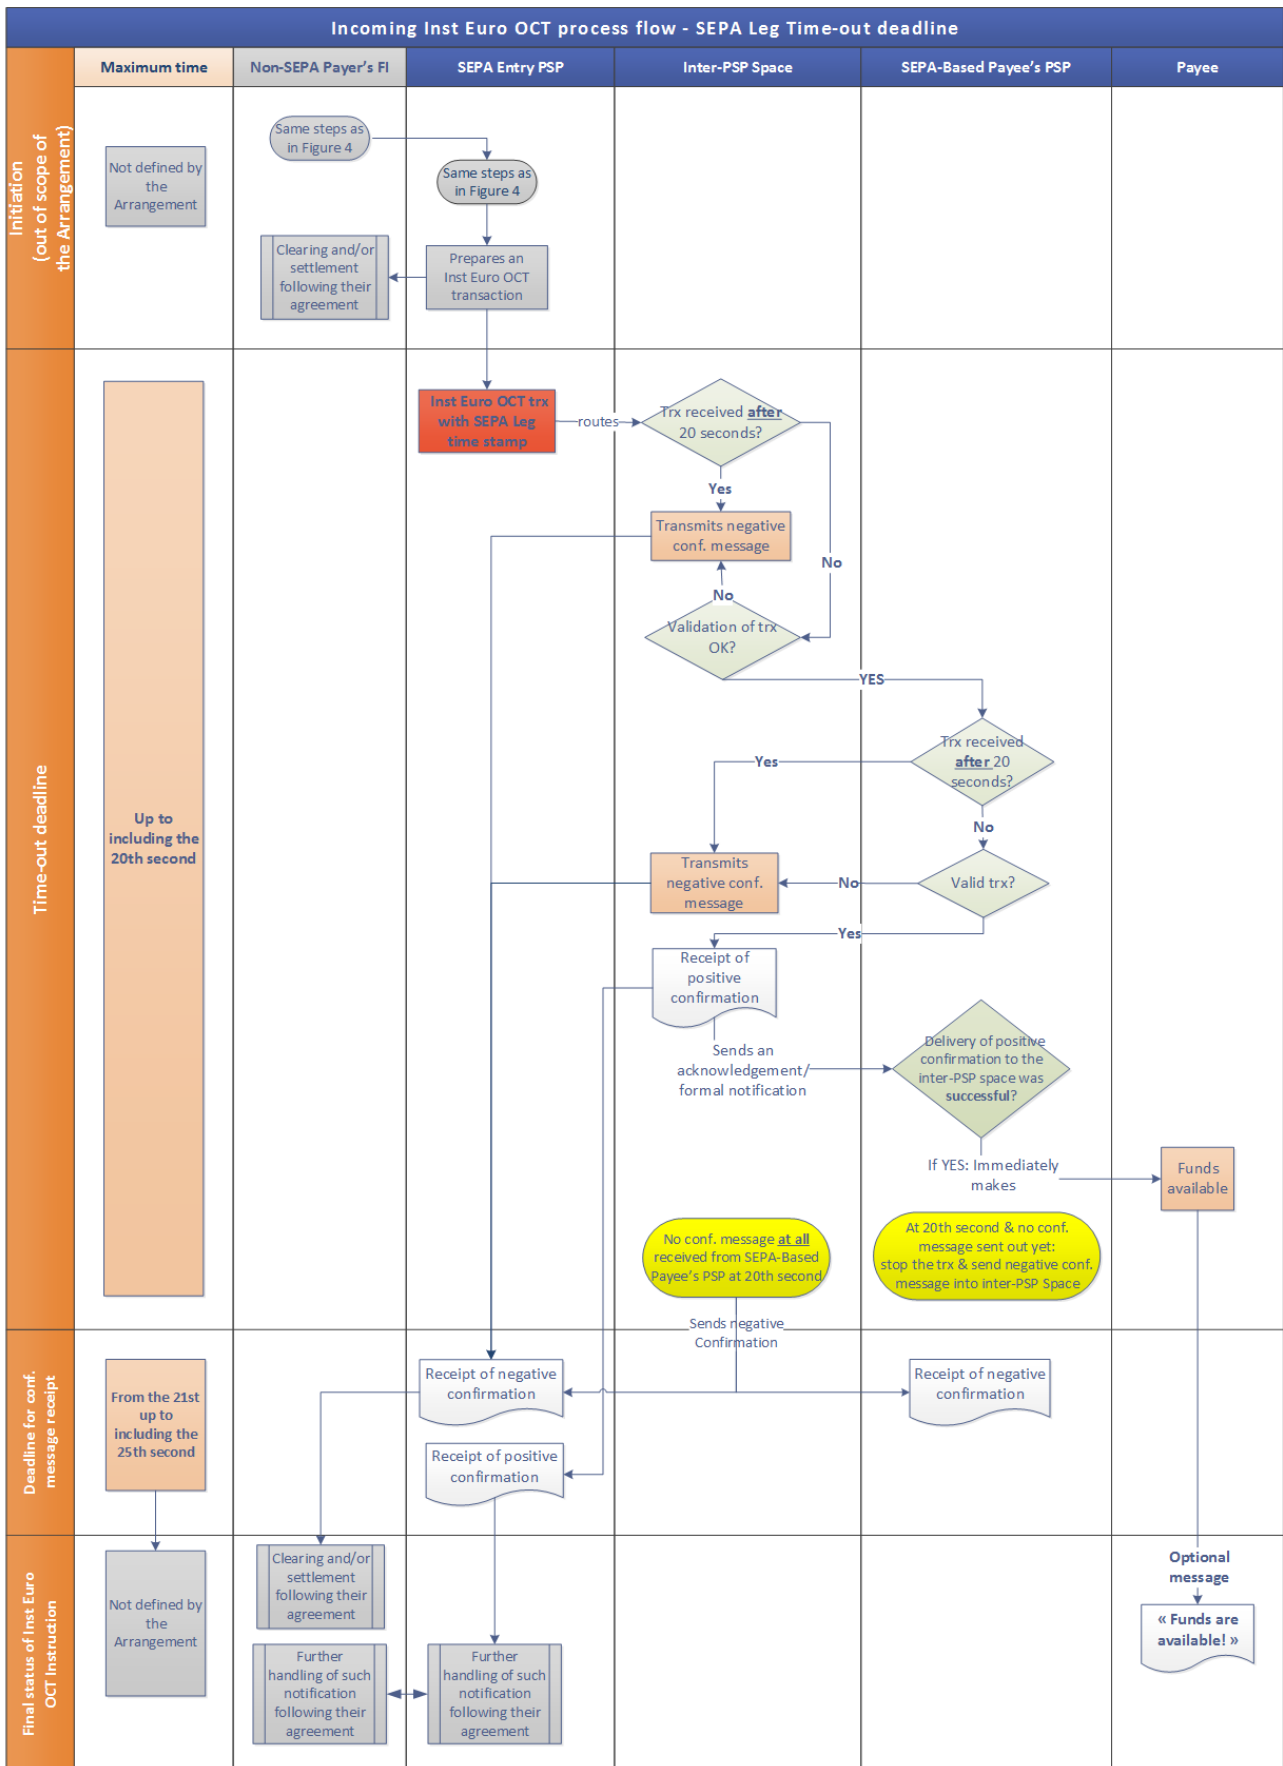 Incoming Inst Euro OCT process flow - SEPA Leg Time-out deadline
Maximum time
Non-SEPA Payer's FI
SEPA Entry PSP
Inter-PSP Space
SEPA-Based Payee's PSP
Payee
Initiation
(out of scope of
the Arrangement)
Not defined by
the
Arrangement
Same steps as
in Figure 4
Same steps as
in Figure 4
Clearing and/or
settlement
following their
agreement
Prepares an
Inst Euro OCT
transaction
Time-out deadline
Up to
including the
20th second
Inst Euro OCT trx
with SEPA Leg
time stamp
routes
Trx received after
20 seconds?
Yes
No
Transmits negative
conf. message
No
Validation of trx
OK?
YES
Trx received
after 20
seconds?
Yes
No
Transmits
negative conf.
message
No
Valid trx?
Yes
Receipt of
positive
confirmation
Sends an
acknowledgement/
formal notification
Delivery of positive
confirmation to the
inter-PSP space was
successful?
If YES: Immediately
makes
Funds
available
No conf. message at all
received from SEPA-Based
Payee's PSP at 20th second
At 20th second & no conf.
message sent out yet:
stop the trx & send negative conf.
message into inter-PSP Space
Sends negative
Confirmation
Deadline for conf.
message receipt
From the 21st
up to
including the
25th second
Receipt of negative
confirmation
Receipt of negative
confirmation
Receipt of positive
confirmation
Final status of Inst Euro
OCT Instruction
Not defined by
the
Arrangement
Clearing and/or
settlement
following their
agreement
Further
handling of such
notification
following their
agreement
Further
handling of such
notification
following their
agreement
Optional
message
« Funds are
available! »